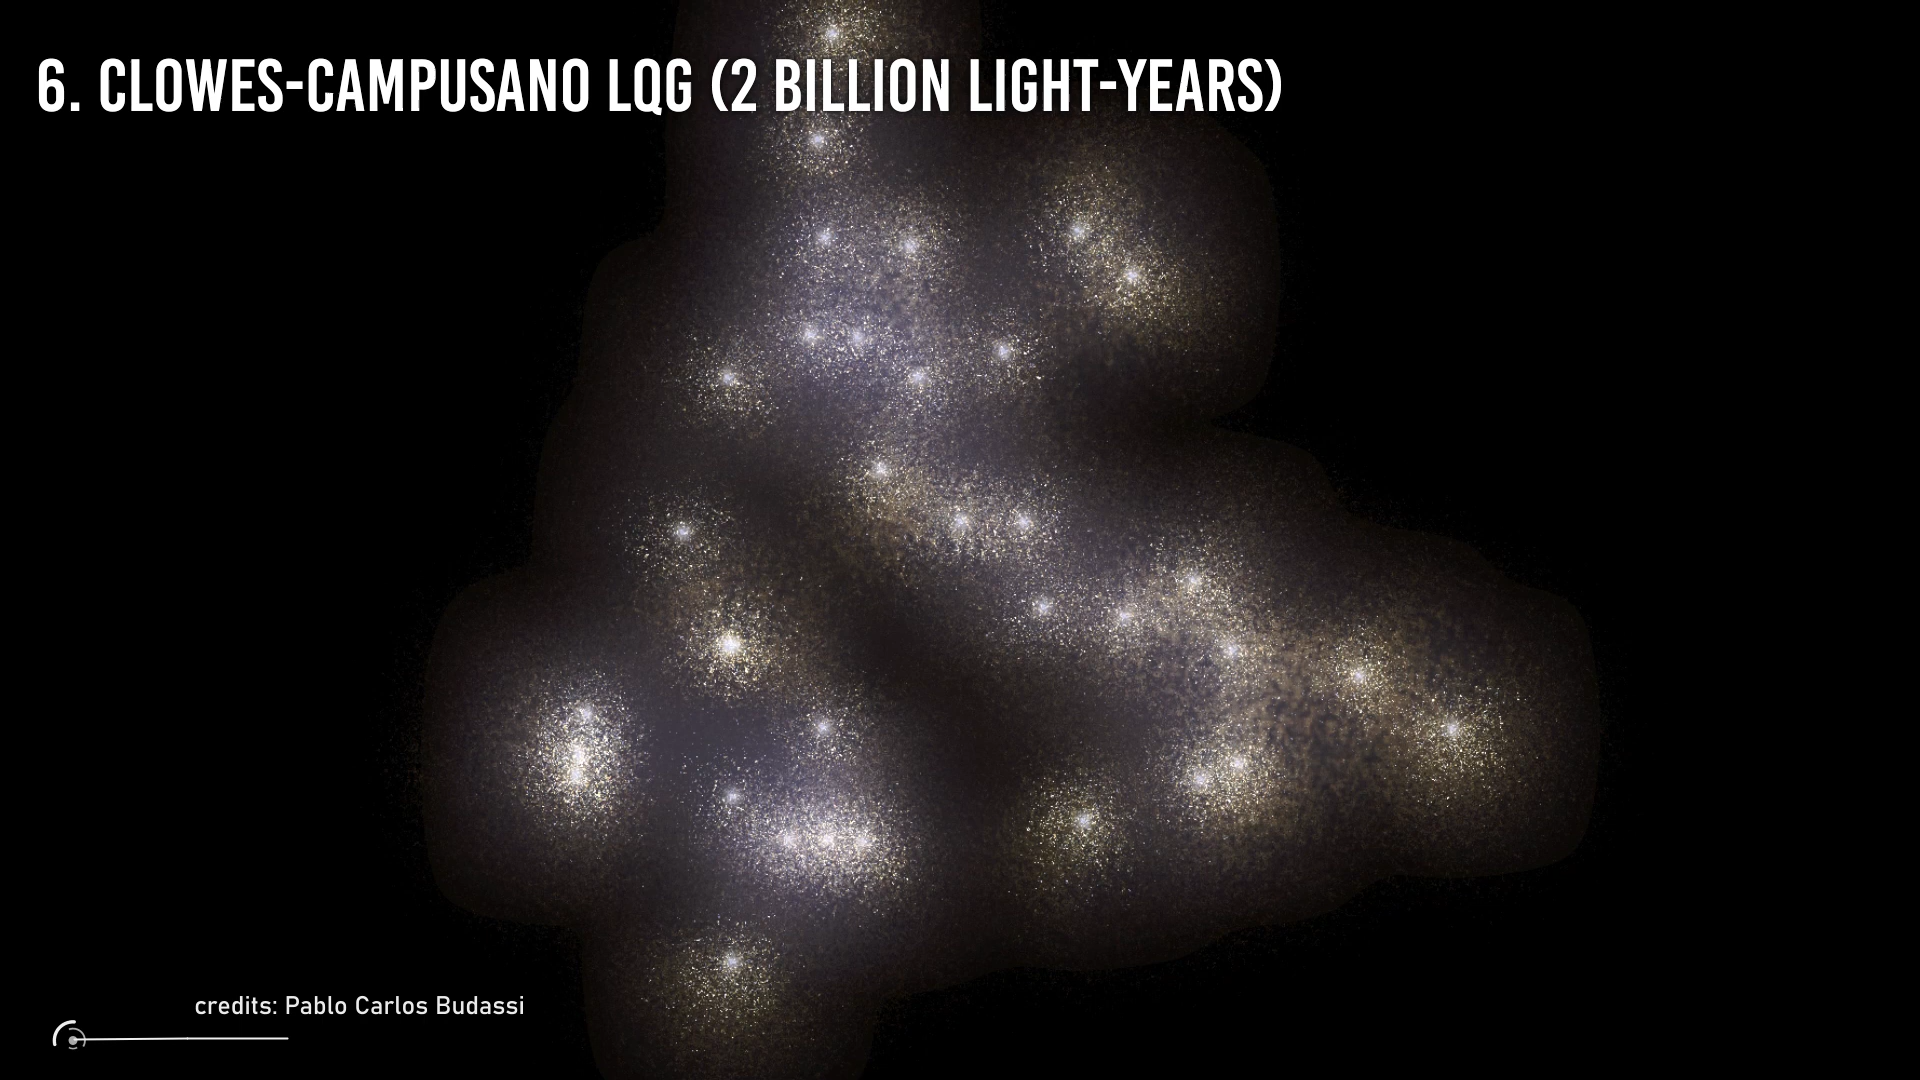 6. CLOWES-CAMPUSANO LQG (2 BILLION LIGHT-YEARS)
credits: Pablo Carlos Budassi